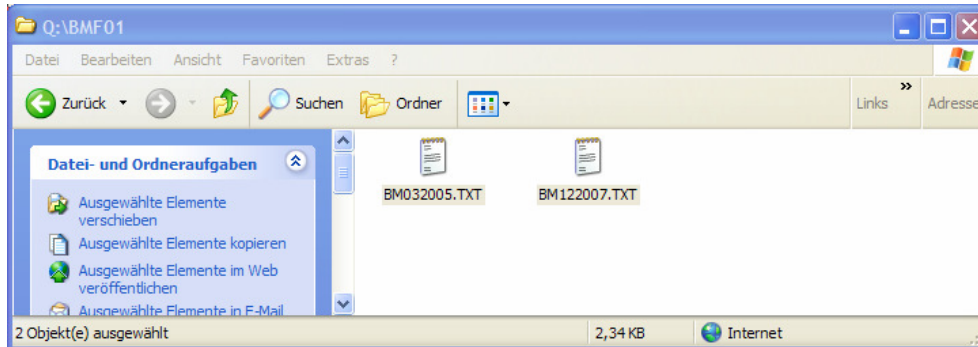 Q:\BMF01
Datei Bearbeiten Ansicht Favoriten Extras ?
Zurück Suchen Ordner » Links Adresse
Datei- und Ordneraufgaben
Ausgewählte Elemente
verschieben
Ausgewählte Elemente kopieren
Ausgewählte Elemente im Web
veröffentlichen
Ausgewählte Elemente in E-Mail
BM032005.TXT BM122007.TXT
2 Objekt(e) ausgewählt 2,34 KB Internet